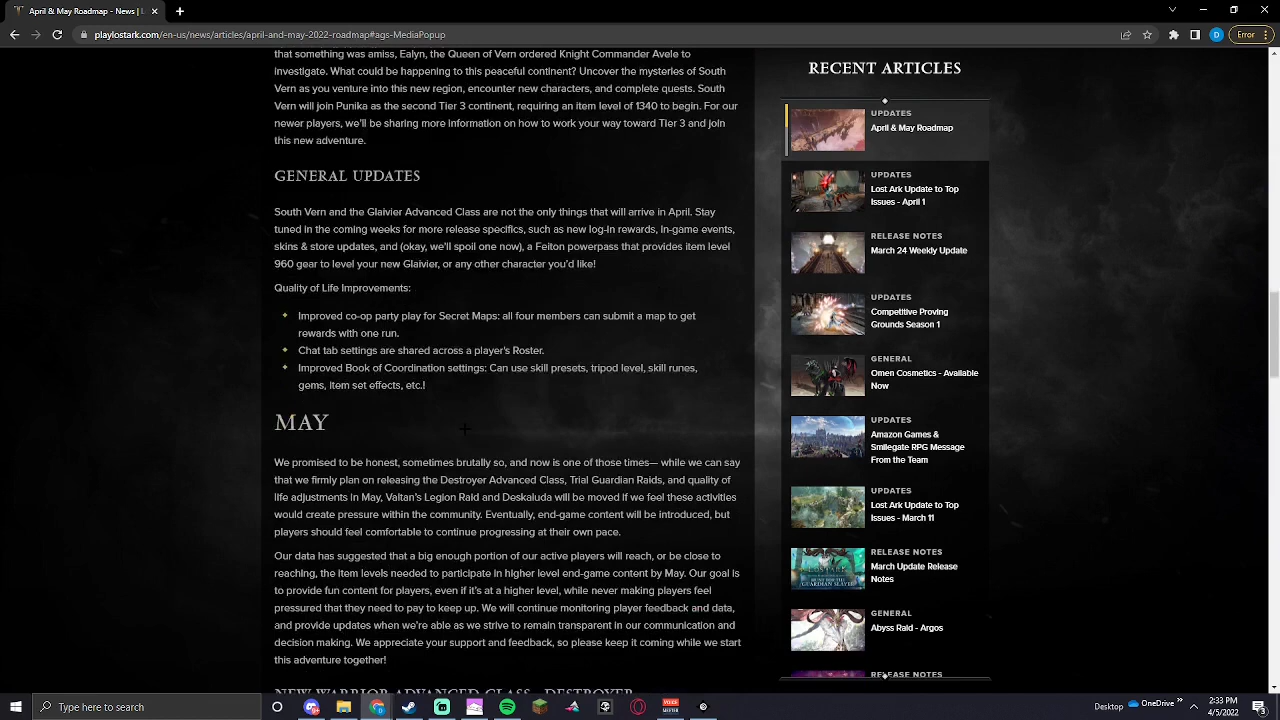 April & May Roadmap - News | L
playlostark.com/en-us/news/articles/april-may-2022-roadmap#MediaPopup
D
Error
that something was amiss, Ealyn, the Queen of Vern ordered Knight Commander Avele to
investigate. What could be happening to this peaceful continent? Uncover the mysteries of South
Vern as you venture into this new region, encounter new characters, and complete quests. South
Vern will join Punika as the second Tier 3 continent, requiring an item level of 1340 to begin. For our
newer players, we'll be sharing more information on how to work your way toward Tier 3 and join
this new adventure.
GENERAL UPDATES
South Vern and the Glaivier Advanced Class are not the only things that will arrive in April. Stay
tuned in the coming weeks for more release specifics, such as new log-in rewards, in-game events,
skins & store updates, and (okay, we'll spoil one now), a Feiton powerpass that provides item level
960 gear to level your new Glaivier, or any other character you'd like!
Quality of Life Improvements:
Improved co-op party play for Secret Maps: all four members can submit a map to get
rewards with one run.
Chat tab settings are shared across a player's Roster.
Improved Book of Coordination settings: Can use skill presets, tripod level, skill runes,
gems, item set effects, etc.!
MAY
We promised to be honest, sometimes brutally so, and now is one of those times— while we can say
that we firmly plan on releasing the Destroyer Advanced Class, Trial Guardian Raids, and quality of
life adjustments in May, Valtan's Legion Raid and Deskaluda will be moved if we feel these activities
would create pressure within the community. Eventually, end-game content will be introduced, but
players should feel comfortable to continue progressing at their own pace.
Our data has suggested that a big enough portion of our active players will reach, or be close to
reaching, the item levels needed to participate in higher level end-game content by May. Our goal is
to provide fun content for players, even if it's at a higher level, while never making players feel
pressured that they need to pay to keep up. We will continue monitoring player feedback and data,
and provide updates when we're able as we strive to remain transparent in our communication and
decision making. We appreciate your support and feedback, so please keep it coming while we start
this adventure together!
NEW WARRIOR ADVANCED CLASS - DESTROYER
RECENT ARTICLES
UPDATES
April & May Roadmap
UPDATES
Lost Ark Update to Top
Issues - April 1
RELEASE NOTES
March 24 Weekly Update
UPDATES
Competitive Proving
Grounds Season 1
GENERAL
Omen Cosmetics - Available
Now
UPDATES
Amazon Games &
Smilegate RPG Message
From the Team
UPDATES
Lost Ark Update to Top
Issues - March 11
RELEASE NOTES
March Update Release
Notes
GENERAL
Abyss Raid - Argos
RELEASE NOTES
Type here to search
Desktop
OneDrive
2:33 PM
4/5/2022